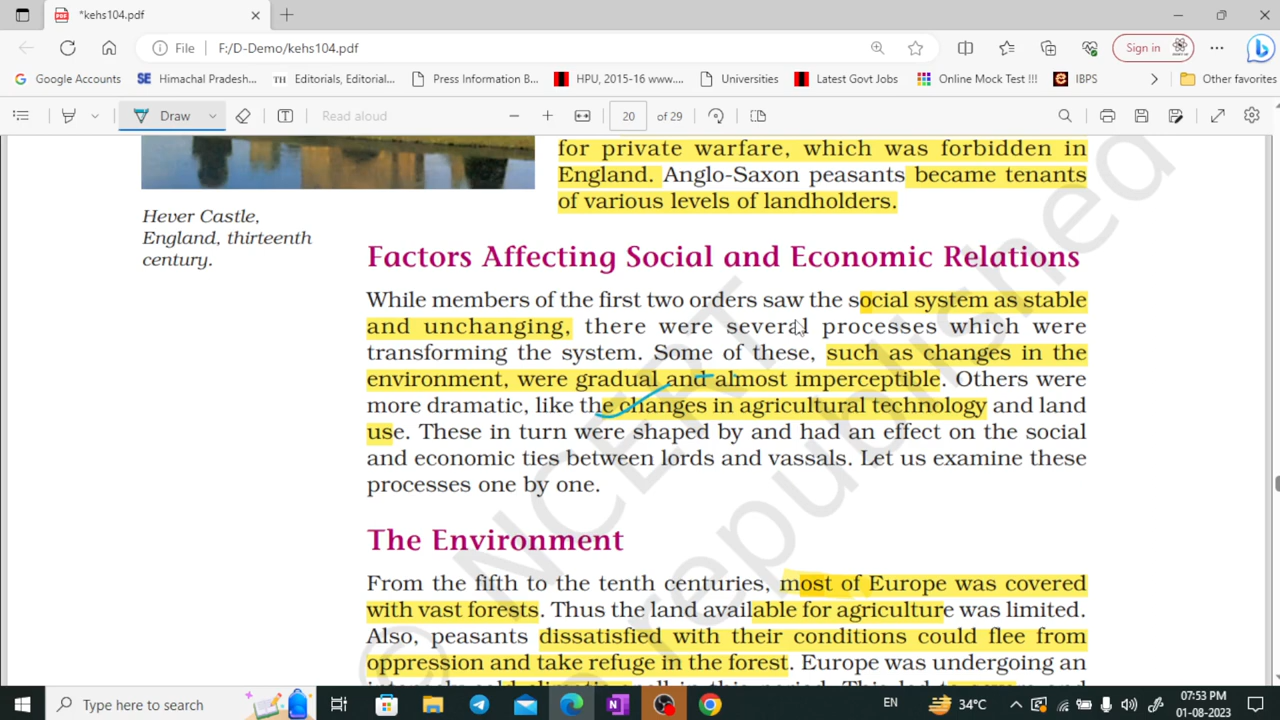 *kehs104.pdf
File F:/D-Demo/kehs104.pdf
Sign in
Google Accounts
SE Himachal Pradesh...
TH Editorials, Editorial...
Press Information B...
HPU, 2015-16 www....
Universities
Latest Govt Jobs
Online Mock Test !!!
IBPS
Other favorites
Draw
Read aloud
20 of 29
for private warfare, which was forbidden in
England. Anglo-Saxon peasants became tenants
of various levels of landholders.
Hever Castle,
England, thirteenth
century.
Factors Affecting Social and Economic Relations
While members of the first two orders saw the social system as stable
and unchanging, there were several processes which were
transforming the system. Some of these, such as changes in the
environment, were gradual and almost imperceptible. Others were
more dramatic, like the changes in agricultural technology and land
use. These in turn were shaped by and had an effect on the social
and economic ties between lords and vassals. Let us examine these
processes one by one.
The Environment
From the fifth to the tenth centuries, most of Europe was covered
with vast forests. Thus the land available for agriculture was limited.
Also, peasants dissatisfied with their conditions could flee from
oppression and take refuge in the forest. Europe was undergoing an
© NCERT
republished
Type here to search
34°C
EN
07:53 PM
01-08-2023